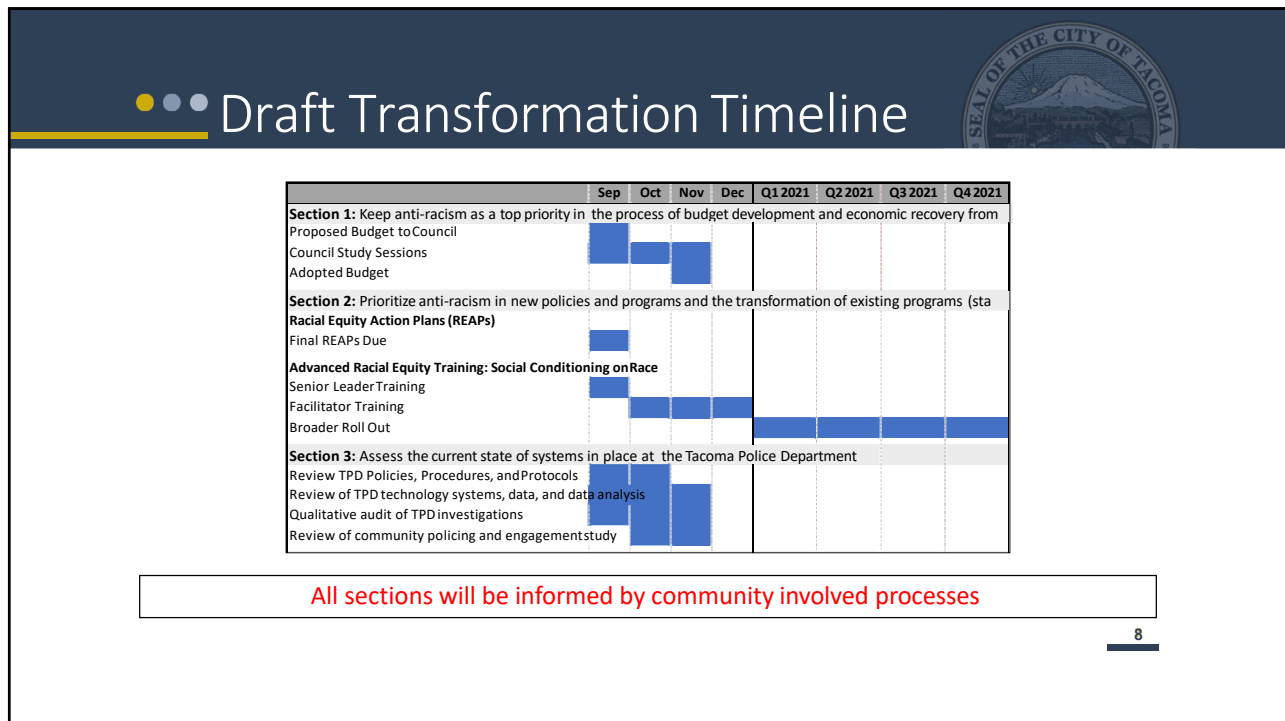 SEAL OF THE CITY OF TACOMA
Draft Transformation Timeline
Sep Oct Nov Dec Q1 2021 Q2 2021 Q3 2021 Q4 2021
Section 1: Keep anti-racism as a top priority in the process of budget development and economic recovery from
Proposed Budget to Council
Council Study Sessions
Adopted Budget
Section 2: Prioritize anti-racism in new policies and programs and the transformation of existing programs (sta
Racial Equity Action Plans (REAPs)
Final REAPs Due
Advanced Racial Equity Training: Social Conditioning on Race
Senior Leader Training
Facilitator Training
Broader Roll Out
Section 3: Assess the current state of systems in place at the Tacoma Police Department
Review TPD Policies, Procedures, and Protocols
Review of TPD technology systems, data, and data analysis
Qualitative audit of TPD investigations
Review of community policing and engagement study
All sections will be informed by community involved processes
8